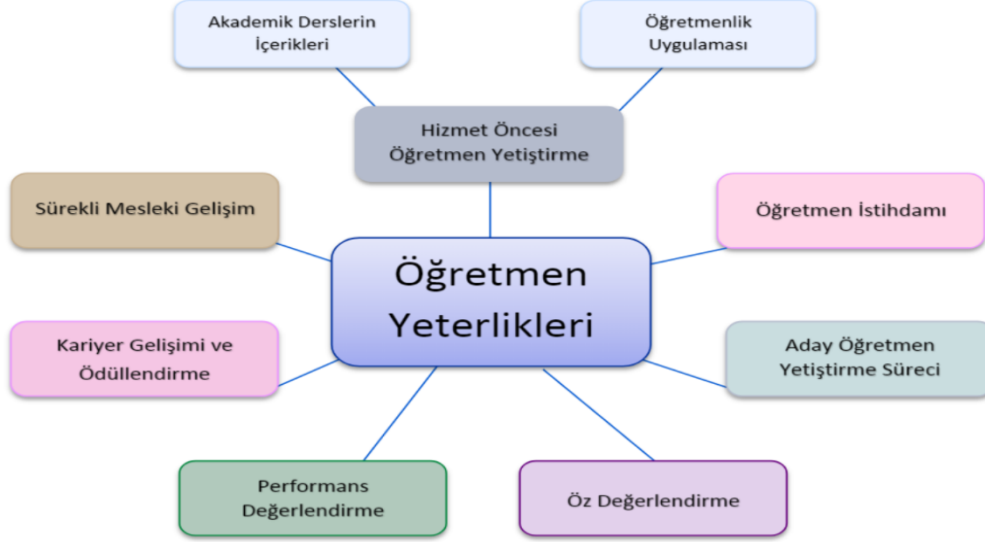 Akademik Derslerin
İçerikleri
Öğretmenlik
Uygulaması
Hizmet Öncesi
Öğretmen Yetiştirme
Sürekli Mesleki Gelişim
Öğretmen İstihdamı
Öğretmen
Yeterlikleri
Kariyer Gelişimi ve
Ödüllendirme
Aday Öğretmen
Yetiştirme Süreci
Performans
Değerlendirme
Öz Değerlendirme